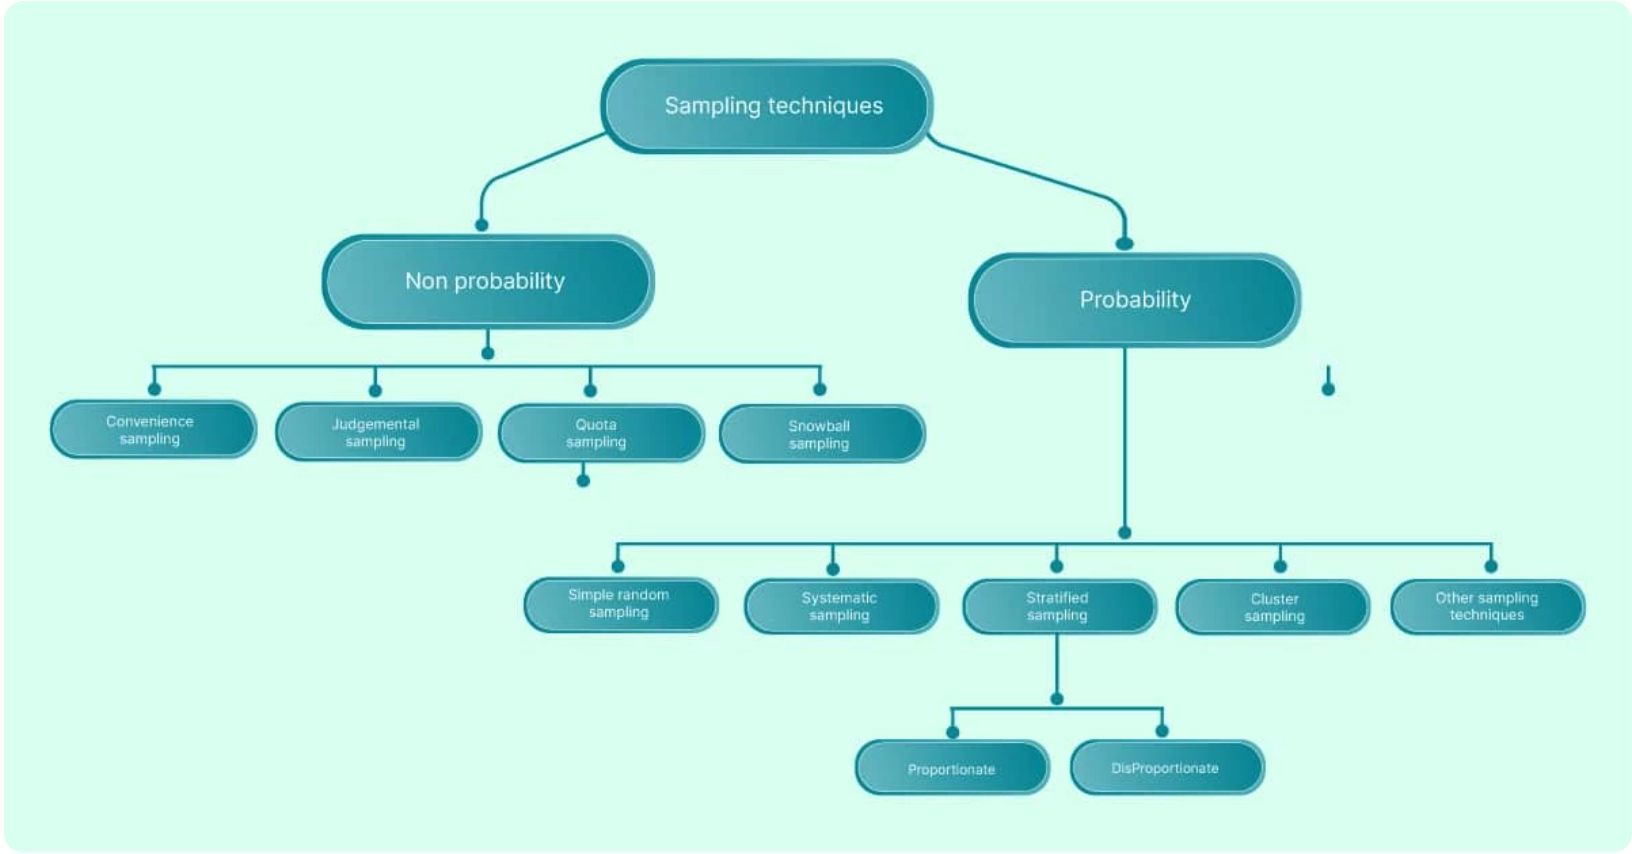 Sampling techniques
Non probability
Probability
Convenience
sampling
Judgemental
sampling
Quota
sampling
Snowball
sampling
Simple random
sampling
Systematic
sampling
Stratified
sampling
Cluster
sampling
Other sampling
techniques
Proportionate
DisProportionate